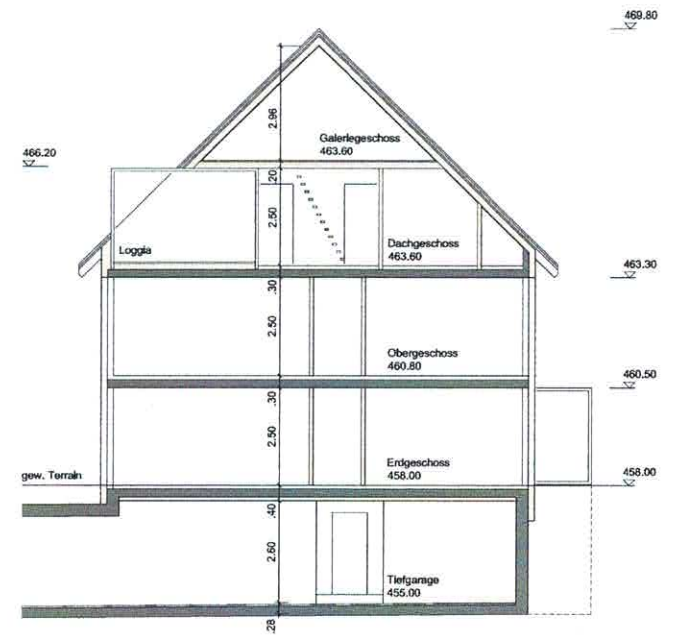 469.80
2.96
Galeriegeschoss
463.60
466.20
.20
2.50
Loggia
Dachgeschoss
463.60
463.30
.30
2.50
Obergeschoss
460.80
460.50
.30
2.50
Erdgeschoss
458.00
458.00
gew. Terrain
.40
2.60
Tiefgarage
455.00
.28